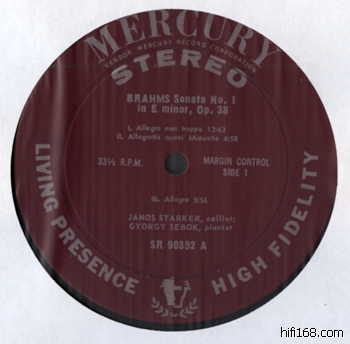 MERCURY
VENDOR MERCURY RECORD CORPORATION
STEREO
BRAHMS Sonata No. 1
in E minor, Op. 38
I. Allegro non hoppo 12:43
II. Allegretto quasi Minuetto 4:58
33⅓ R.P.M.
MARGIN CONTROL
SIDE 1
III. Allegro 5:54
JANOS STARKER, cellist;
GYORGY SEBOK, pianist
SR 90392 A
LIVING PRESENCE
HIGH FIDELITY
hifi168.com